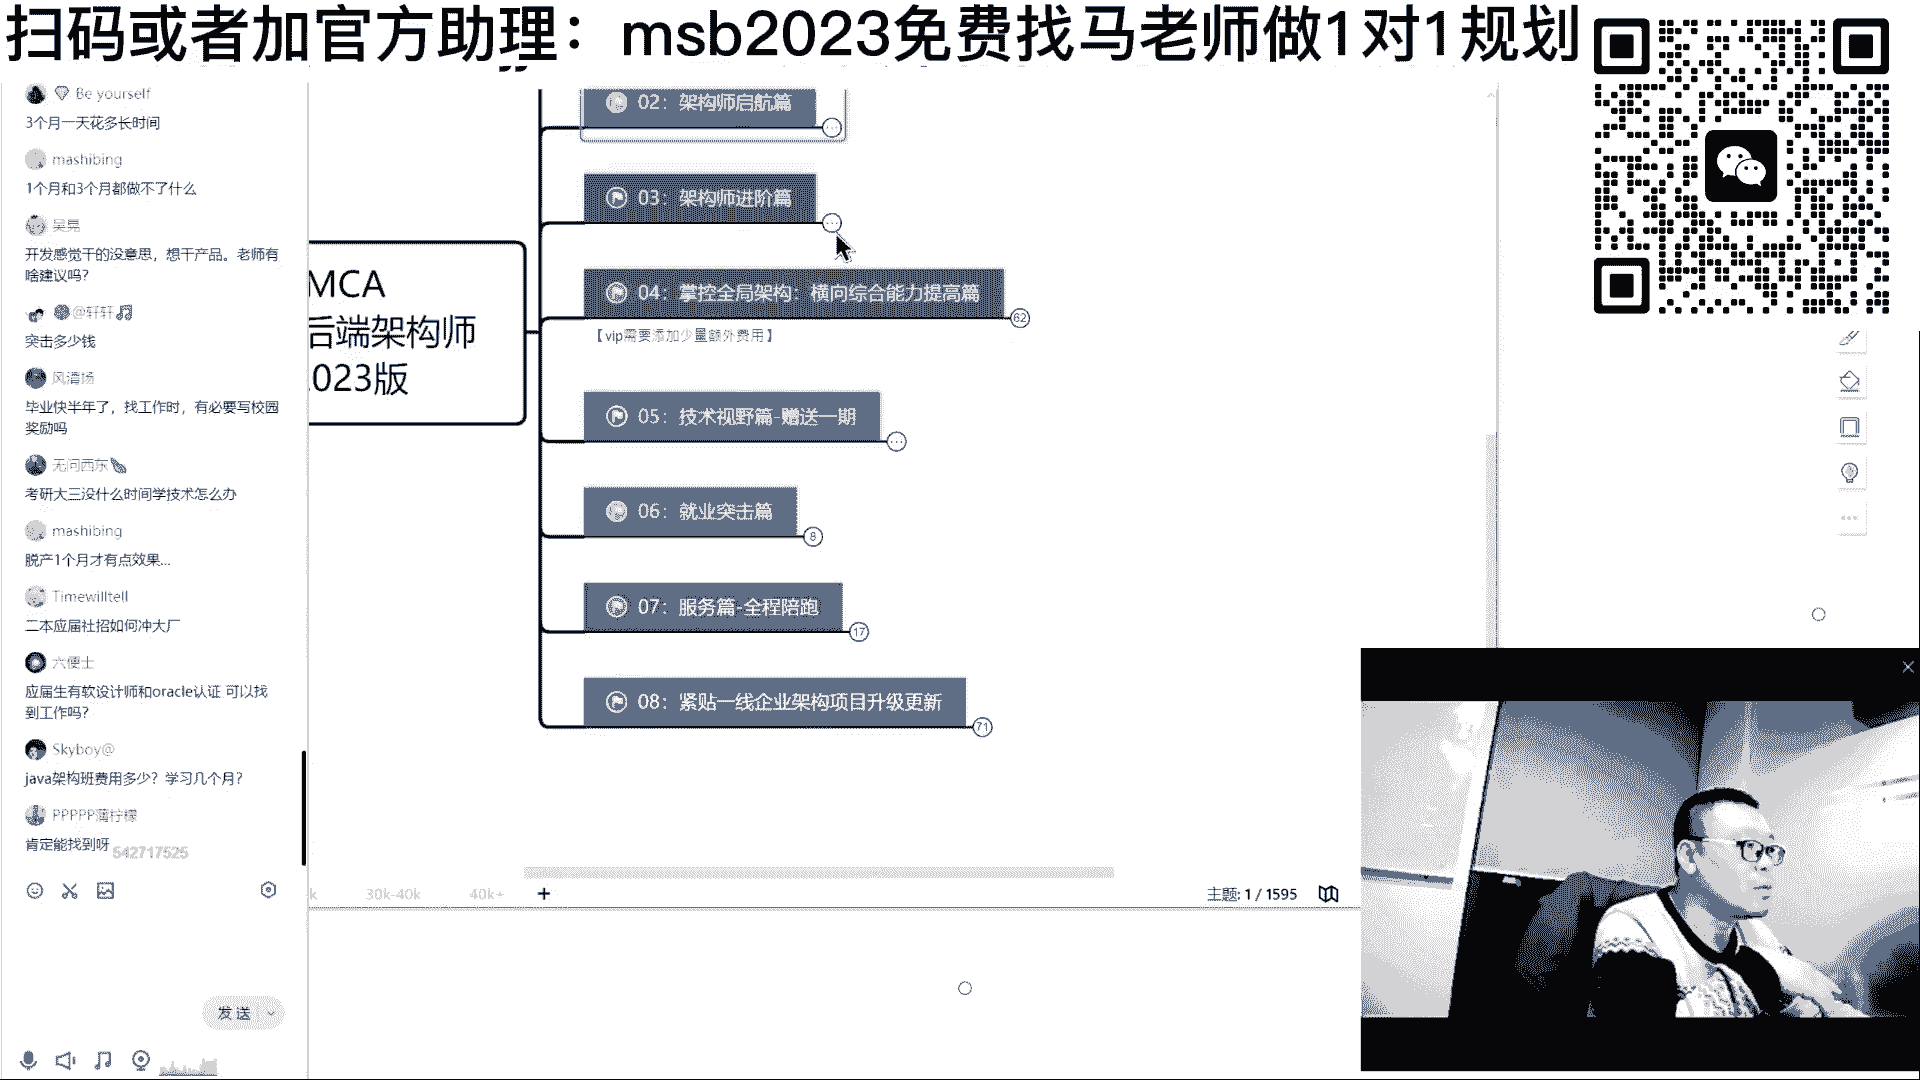 扫码或者加官方助理：msb2023免费找马老师做1对1规划
Be yourself
3个月一天花多长时间
mashibing
1个月和3个月都做不了什么
吴晃
开发感觉干的没意思，想干产品。老师有
啥建议吗？
@轩轩
突击多少钱
风清扬
毕业快半年了，找工作时，有必要写校园
奖励吗
无问西东
考研大三没什么时间学技术怎么办
mashibing
脱产1个月才有点效果...
Timewilltell
二本应届社招如何冲大厂
六便士
应届生有软设计师和oracle认证 可以找
到工作吗？
Skyboy@
java架构班费用多少？学习几个月？
PPPPP薄柠檬
肯定能找到呀
542717525
发送
MCA
后端架构师
2023版
02：架构师启航篇
03：架构师进阶篇
04：掌控全局架构：横向综合能力提高篇
62
【vip需要添加少量额外费用】
05：技术视野篇-赠送一期
06：就业突击篇
8
07：服务篇-全程陪跑
17
08：紧贴一线企业架构项目升级更新
71
k
30k-40k
40k+
主题: 1 / 1595